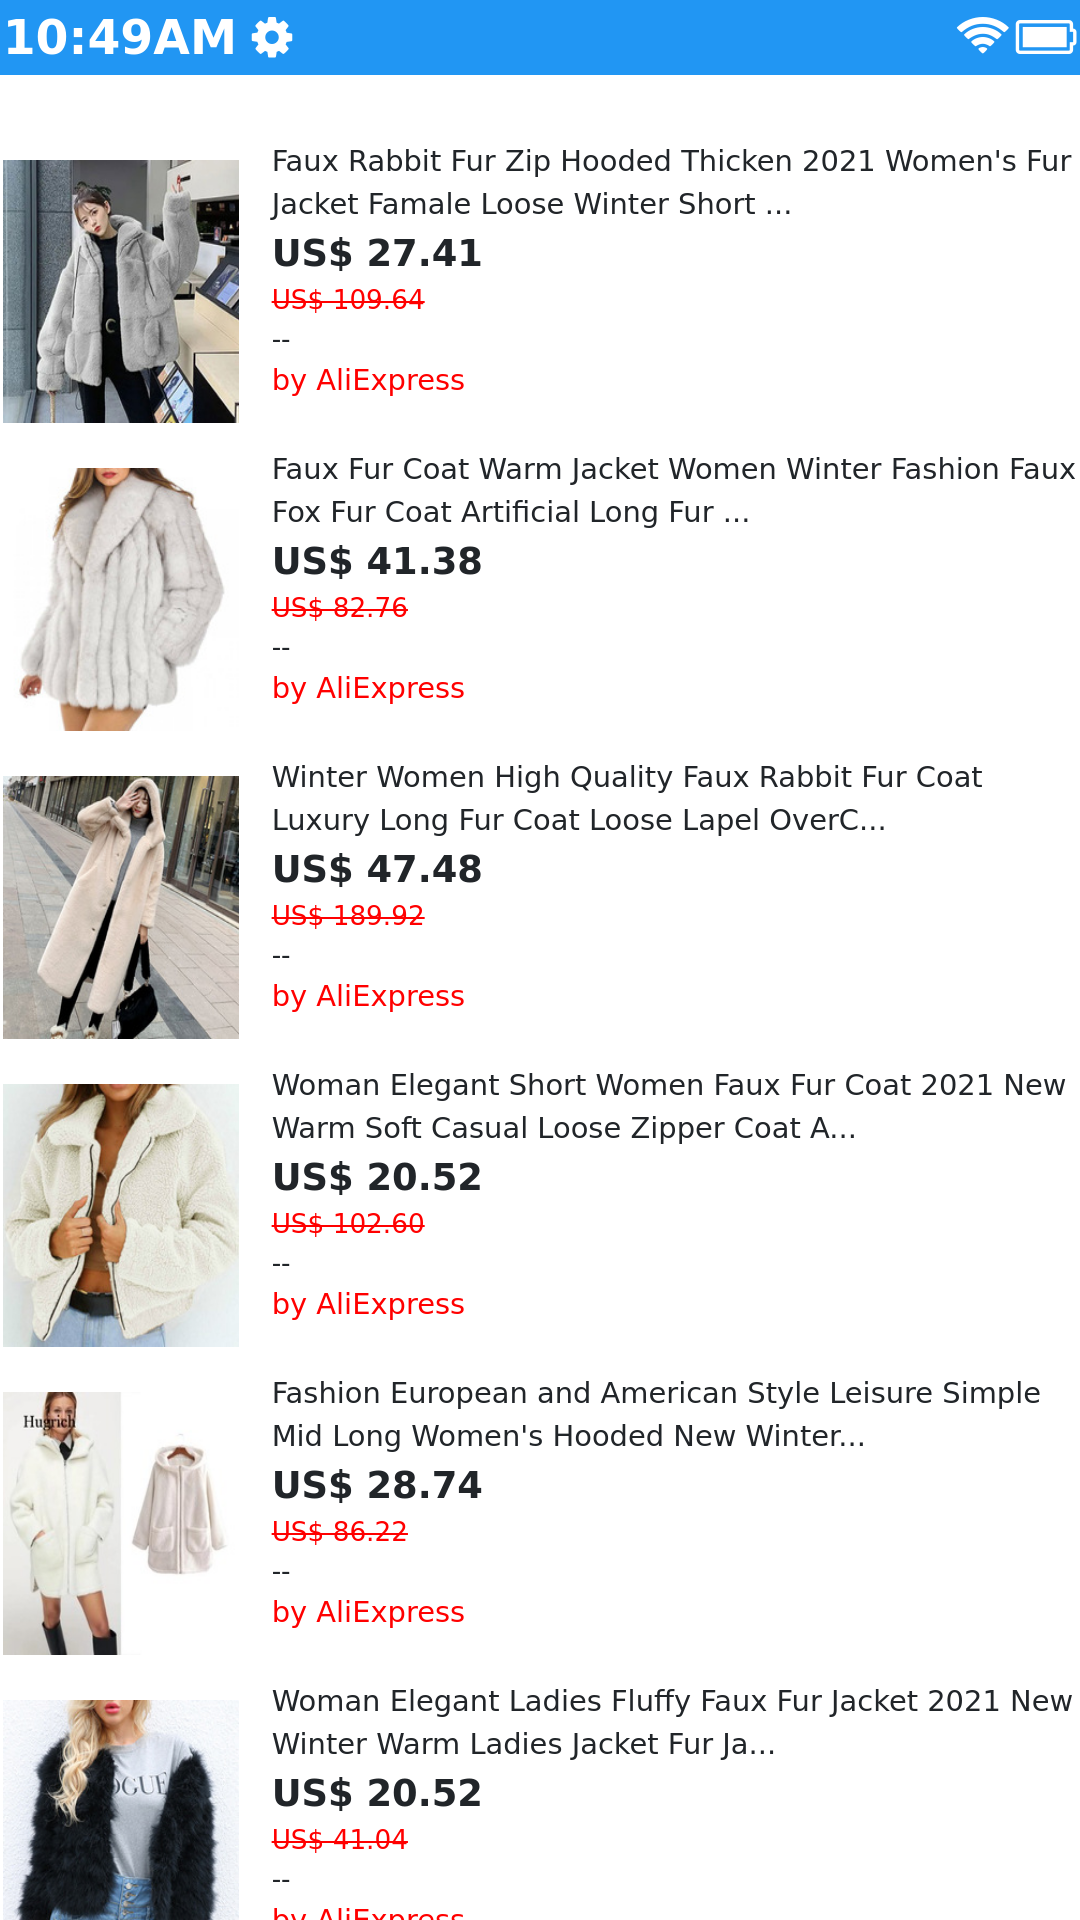 10:49AM
Faux Rabbit Fur Zip Hooded Thicken 2021 Women's Fur
Jacket Famale Loose Winter Short ...
US$ 27.41
US$ 109.64
--
by AliExpress
Faux Fur Coat Warm Jacket Women Winter Fashion Faux
Fox Fur Coat Artificial Long Fur ...
US$ 41.38
US$ 82.76
--
by AliExpress
Winter Women High Quality Faux Rabbit Fur Coat
Luxury Long Fur Coat Loose Lapel OverC...
US$ 47.48
US$ 189.92
--
by AliExpress
Woman Elegant Short Women Faux Fur Coat 2021 New
Warm Soft Casual Loose Zipper Coat A...
US$ 20.52
US$ 102.60
--
by AliExpress
Hugrich
Fashion European and American Style Leisure Simple
Mid Long Women's Hooded New Winter...
US$ 28.74
US$ 86.22
--
by AliExpress
Woman Elegant Ladies Fluffy Faux Fur Jacket 2021 New
Winter Warm Ladies Jacket Fur Ja...
US$ 20.52
OGUE
US$ 41.04
--
by AliExpress